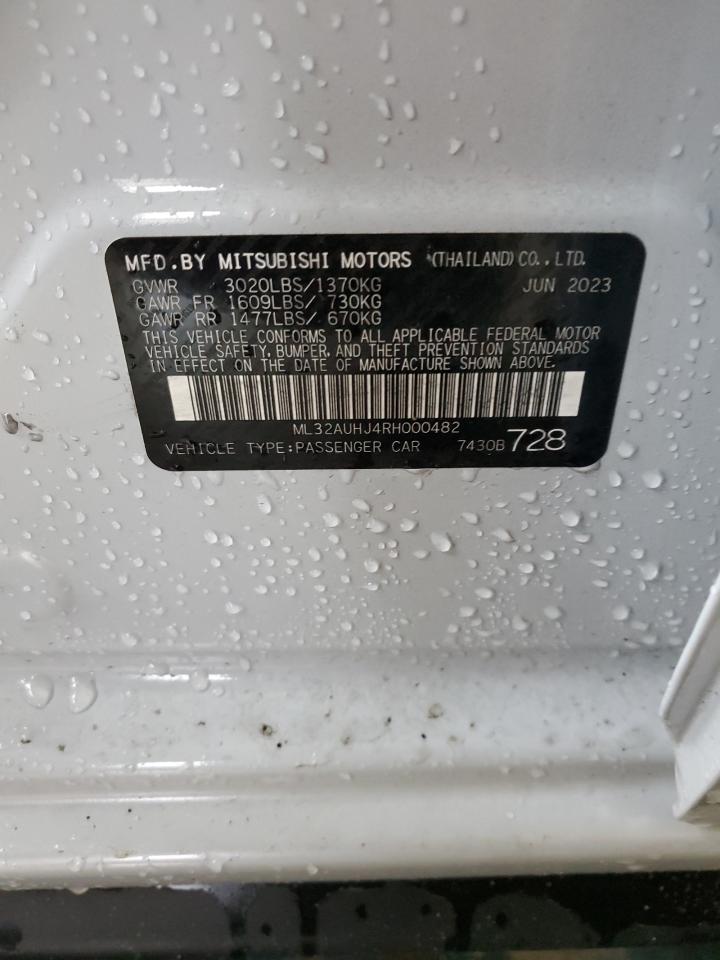 MFD.BY MITSUBISHI MOTORS (THAILAND)CO.,LTD.
GVWR 3020LBS/1370KG JUN 2023
GAWR FR 1609LBS/ 730KG
GAWR RR 1477LBS/ 670KG
THIS VEHICLE CONFORMS TO ALL APPLICABLE FEDERAL MOTOR
VEHICLE SAFETY, BUMPER, AND THEFT PREVENTION STANDARDS
IN EFFECT ON THE DATE OF MANUFACTURE SHOWN ABOVE.
ML32AUHJ4RH000482
VEHICLE TYPE:PASSENGER CAR 7430B 728